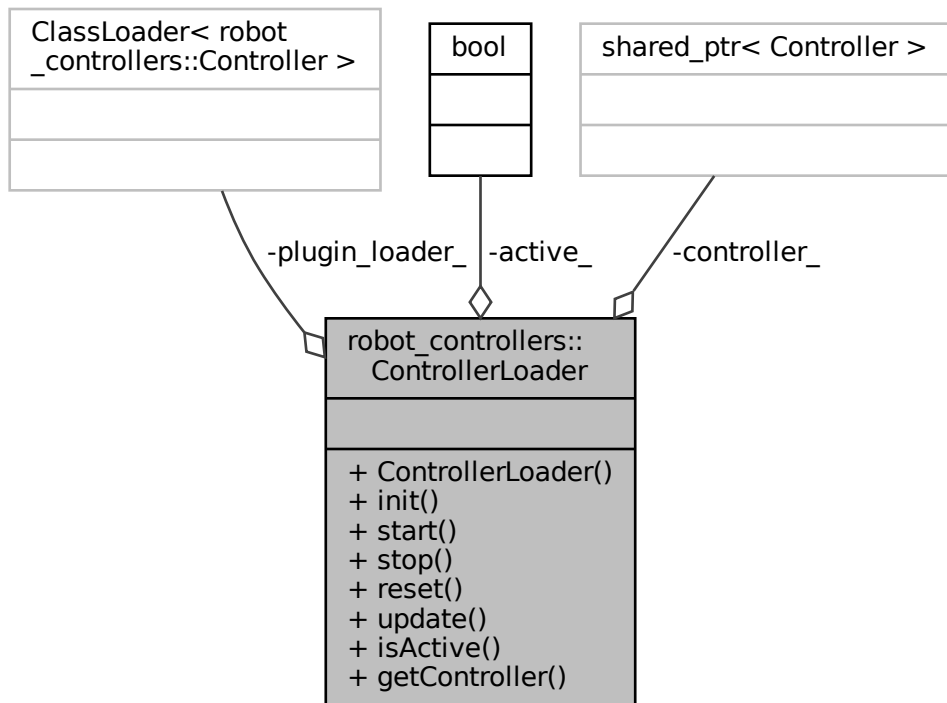 ClassLoader< robot
_controllers::Controller >
bool
shared_ptr< Controller >
-plugin_loader_
-active_
-controller_
robot_controllers::
ControllerLoader
+ ControllerLoader()
+ init()
+ start()
+ stop()
+ reset()
+ update()
+ isActive()
+ getController()